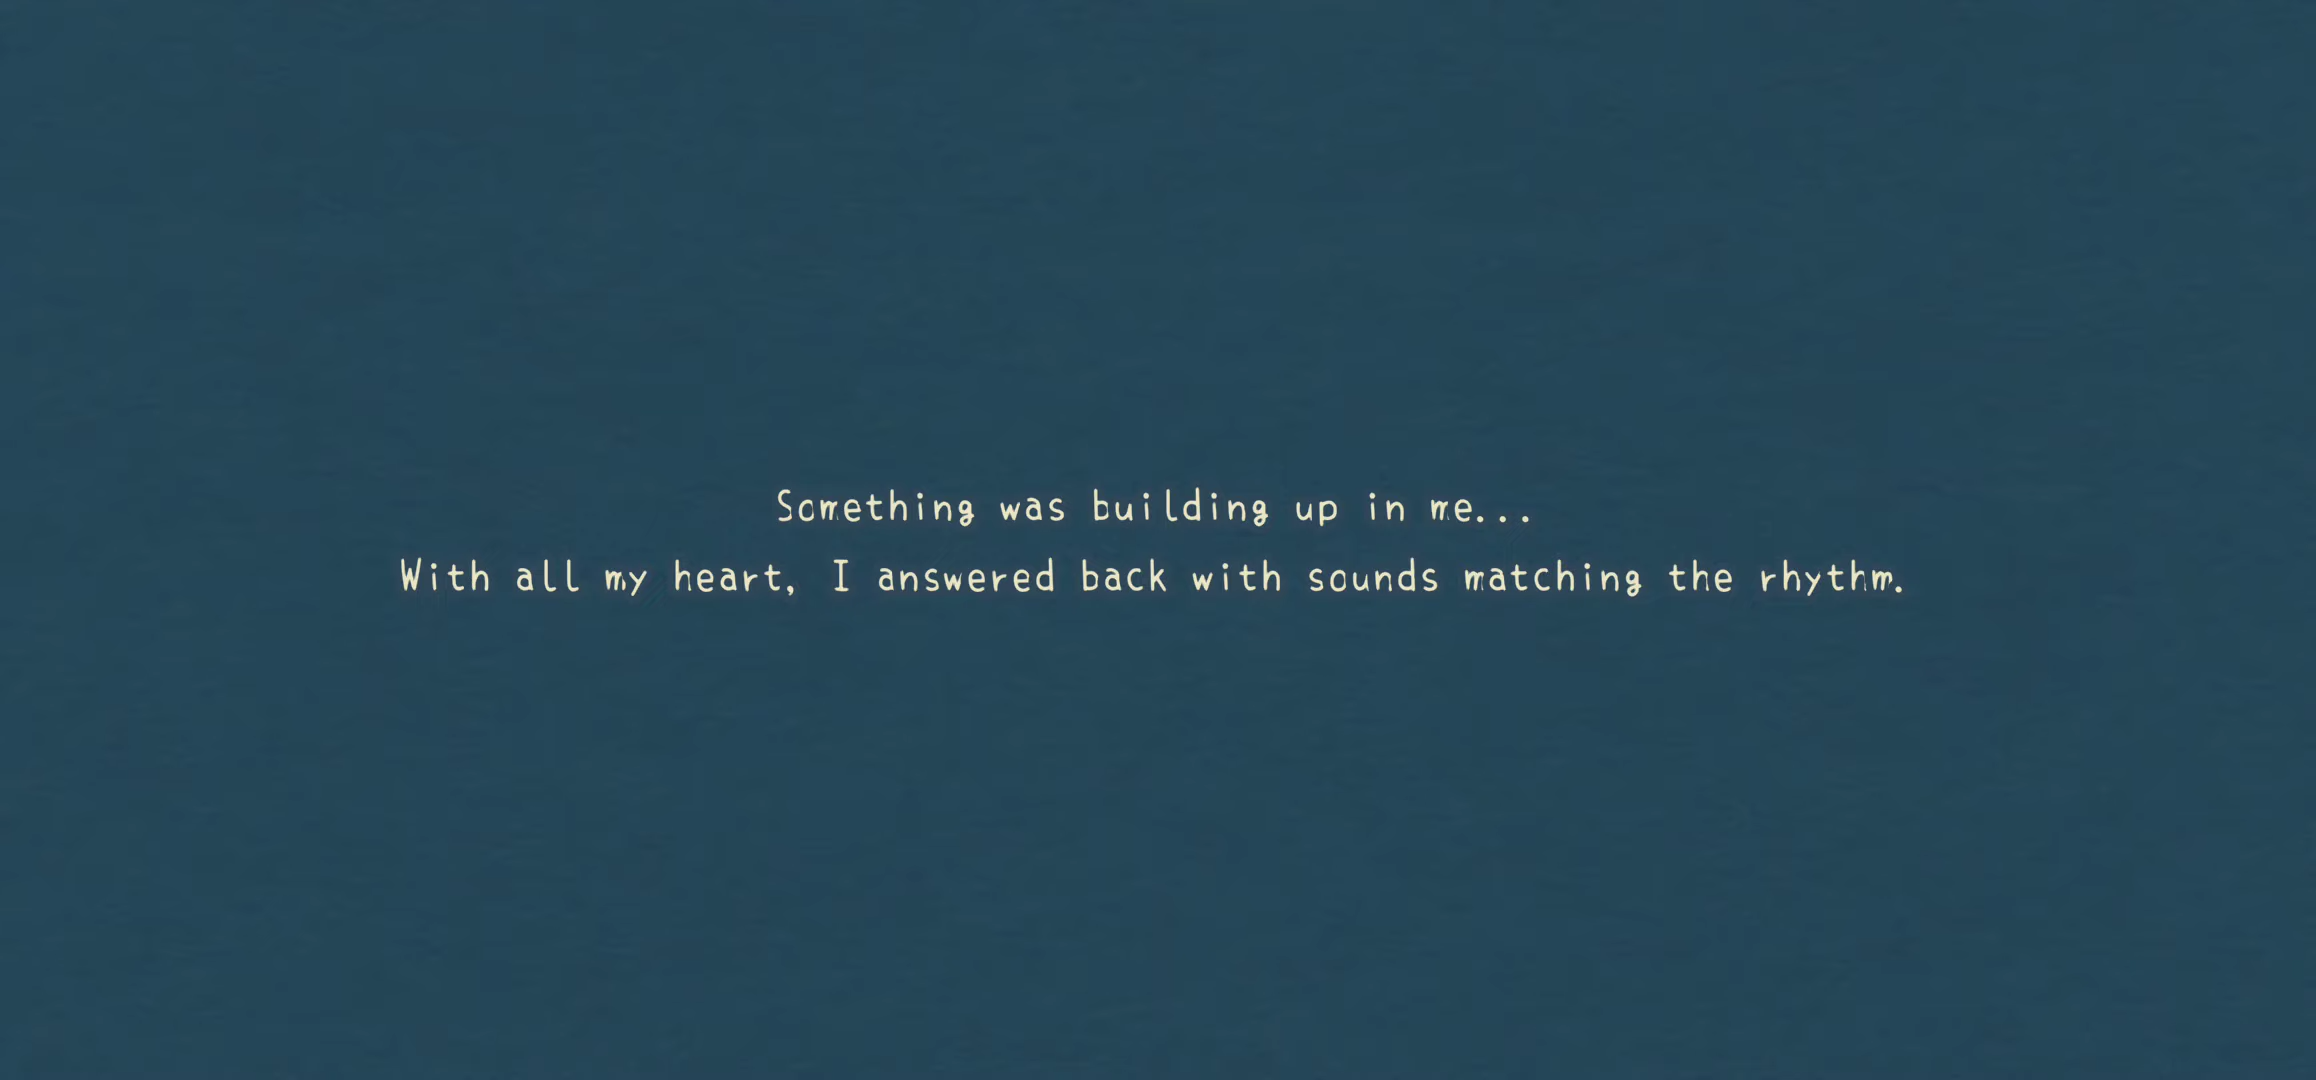 Something was building up in me...
With all my heart, I answered back with sounds matching the rhythm.